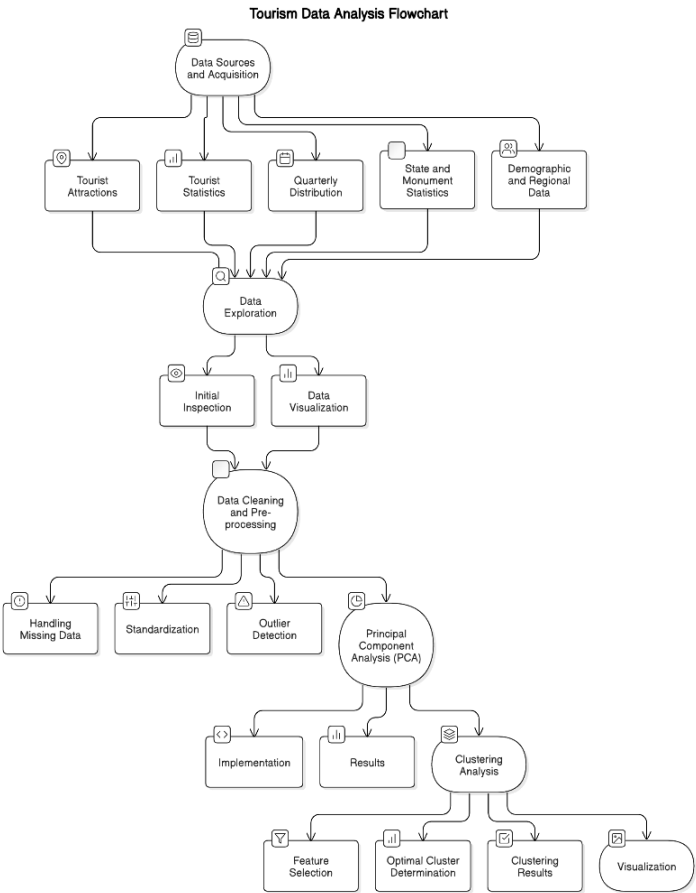 Tourism Data Analysis Flowchart
Data Sources
and Acquisition
Tourist
Attractions
Tourist
Statistics
Quarterly
Distribution
State and
Monument
Statistics
Demographic
and Regional
Data
Data
Exploration
Initial
Inspection
Data
Visualization
Data Cleaning
and Pre-
processing
Handling
Missing Data
Standardization
Outlier
Detection
Principal
Component
Analysis (PCA)
Implementation
Results
Clustering
Analysis
Feature
Selection
Optimal Cluster
Determination
Clustering
Results
Visualization